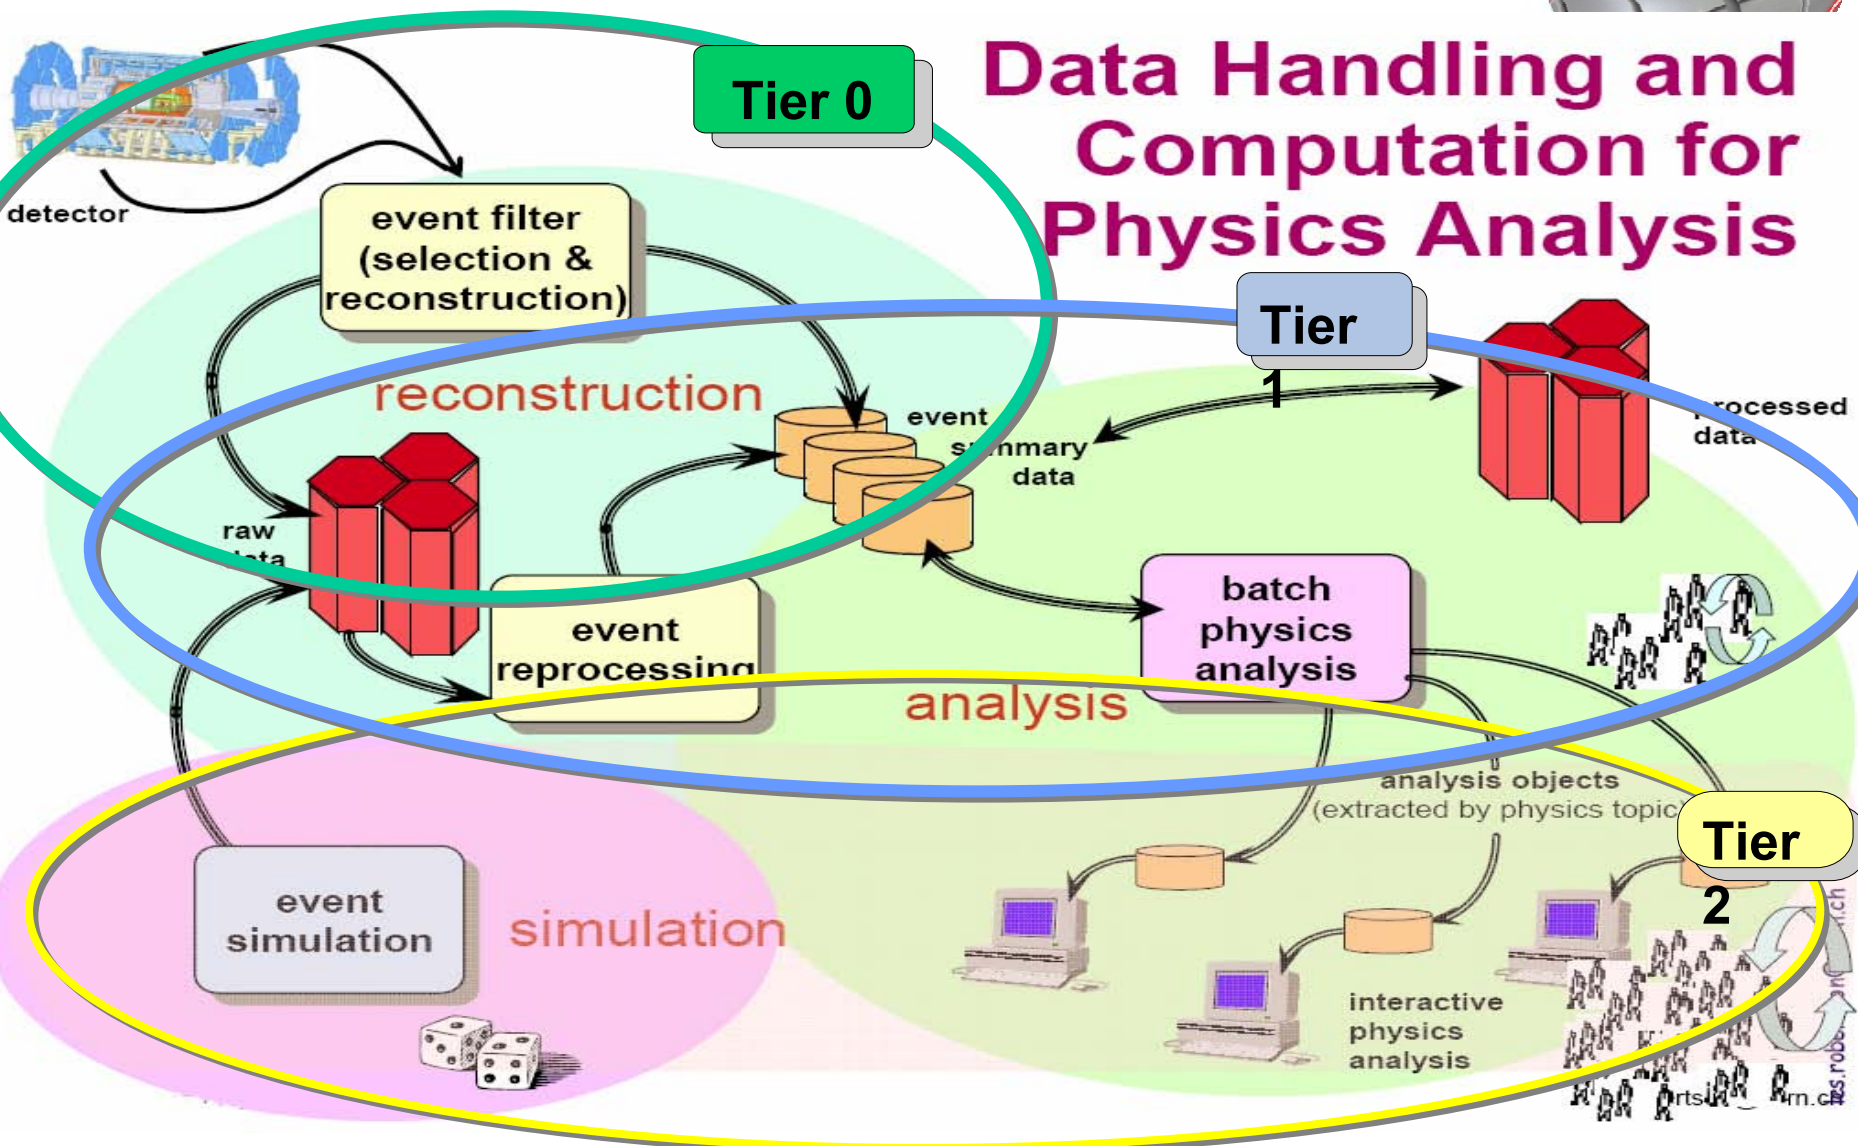 Data Handling and
Computation for
Physics Analysis
Tier 0
detector
event filter
(selection &
reconstruction)
Tier
1
reconstruction
event
summary
data
processed
data
raw
data
event
reprocessing
batch
physics
analysis
analysis
analysis objects
(extracted by physics topic)
Tier
2
event
simulation
simulation
interactive
physics
analysis